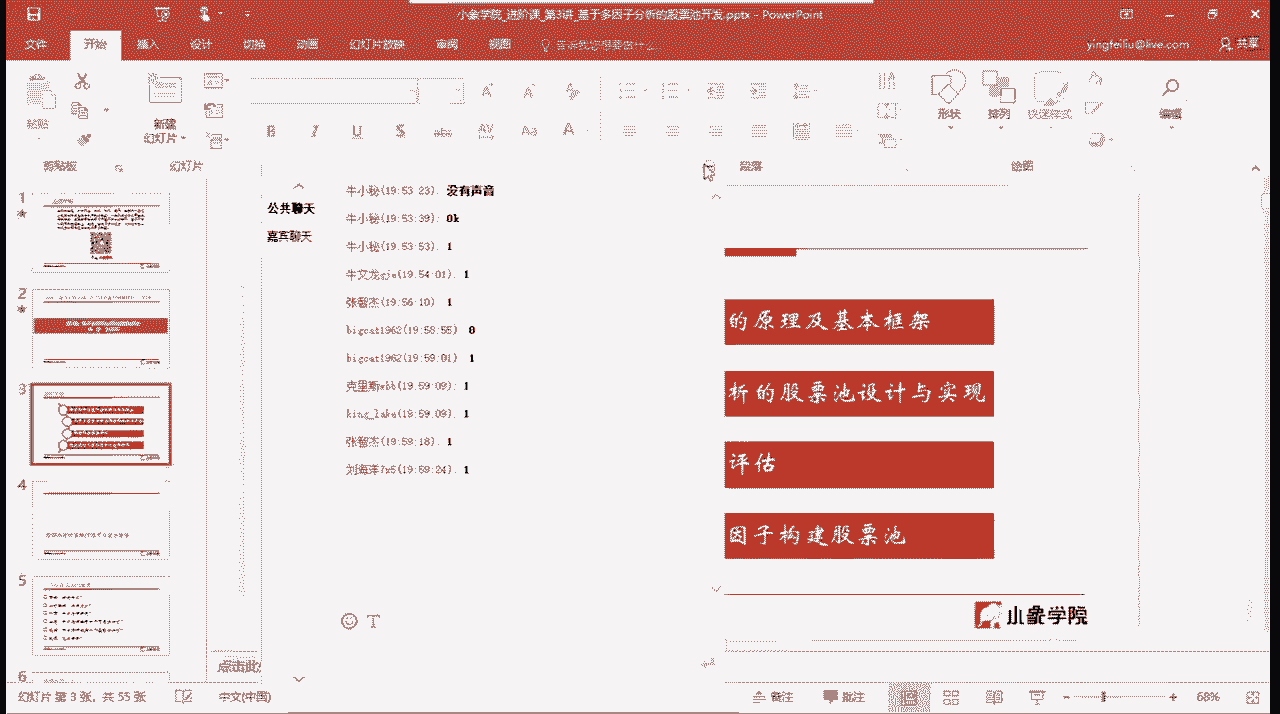 小象学院_进阶课_第3讲_基于多因子分析的股票池开发.pptx - PowerPoint
文件 开始 插入 设计 切换 动画 幻灯片放映 审阅 视图 告诉我您想要做什么...
yingfeiliu@live.com 共享
粘贴
新建
幻灯片
形状 排列 快速样式 编辑
剪贴板 幻灯片 段落 绘图
B I U S abc AV Aa A
公共聊天
嘉宾聊天
牛小秘(19:53:23): 没有声音
牛小秘(19:53:39): Ok
牛小秘(19:53:53): 1
牛文龙gjs(19:54:01): 1
张智杰(19:56:10): 1
bigcat1962(19:58:55): 0
bigcat1962(19:59:01): 1
克里斯wbb(19:59:09): 1
king_lake(19:59:09): 1
张智杰(19:59:18): 1
刘海洋7x5(19:59:24): 1
的原理及基本框架
析的股票池设计与实现
评估
因子构建股票池
小象学院
1
2
3
4
5
6
点击此
幻灯片 第 3 张，共 55 张 中文(中国) 备注 批注 68%